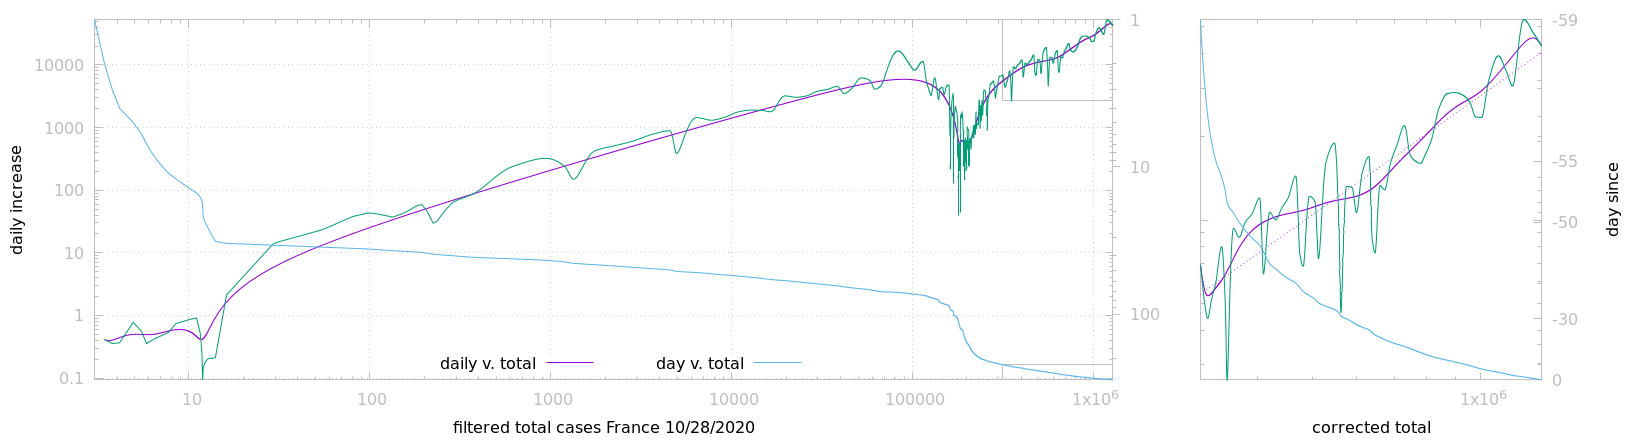 daily increase
10000
1000
100
10
1
0.1
daily v. total
day v. total
10
100
1000
10000
100000
1x10^6
filtered total cases France 10/28/2020
1
10
100
-59
-55
-50
-30
0
day since
1x10^6
corrected total